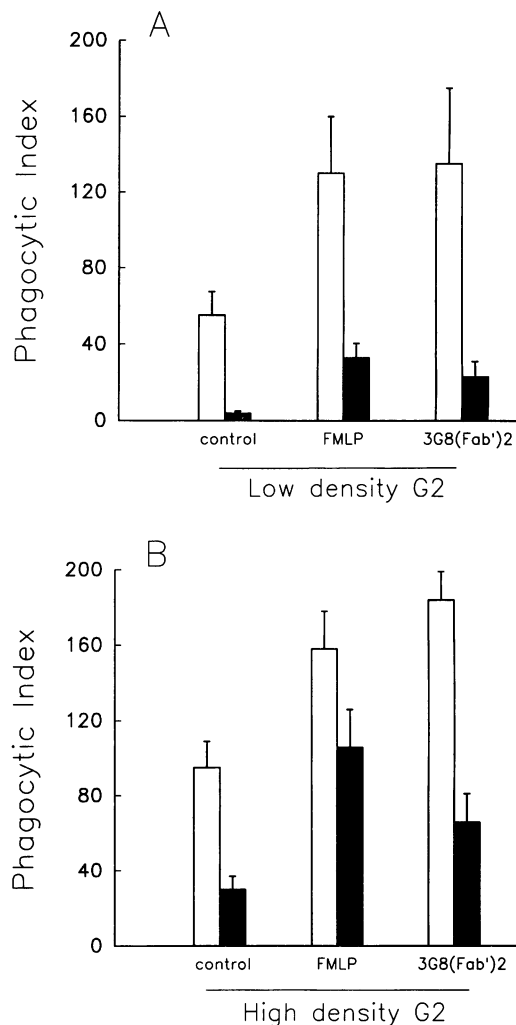 A
Phagocytic Index
200
160
120
80
40
0
control FMLP 3G8(Fab')2
Low density G2
B
Phagocytic Index
200
160
120
80
40
0
control FMLP 3G8(Fab')2
High density G2